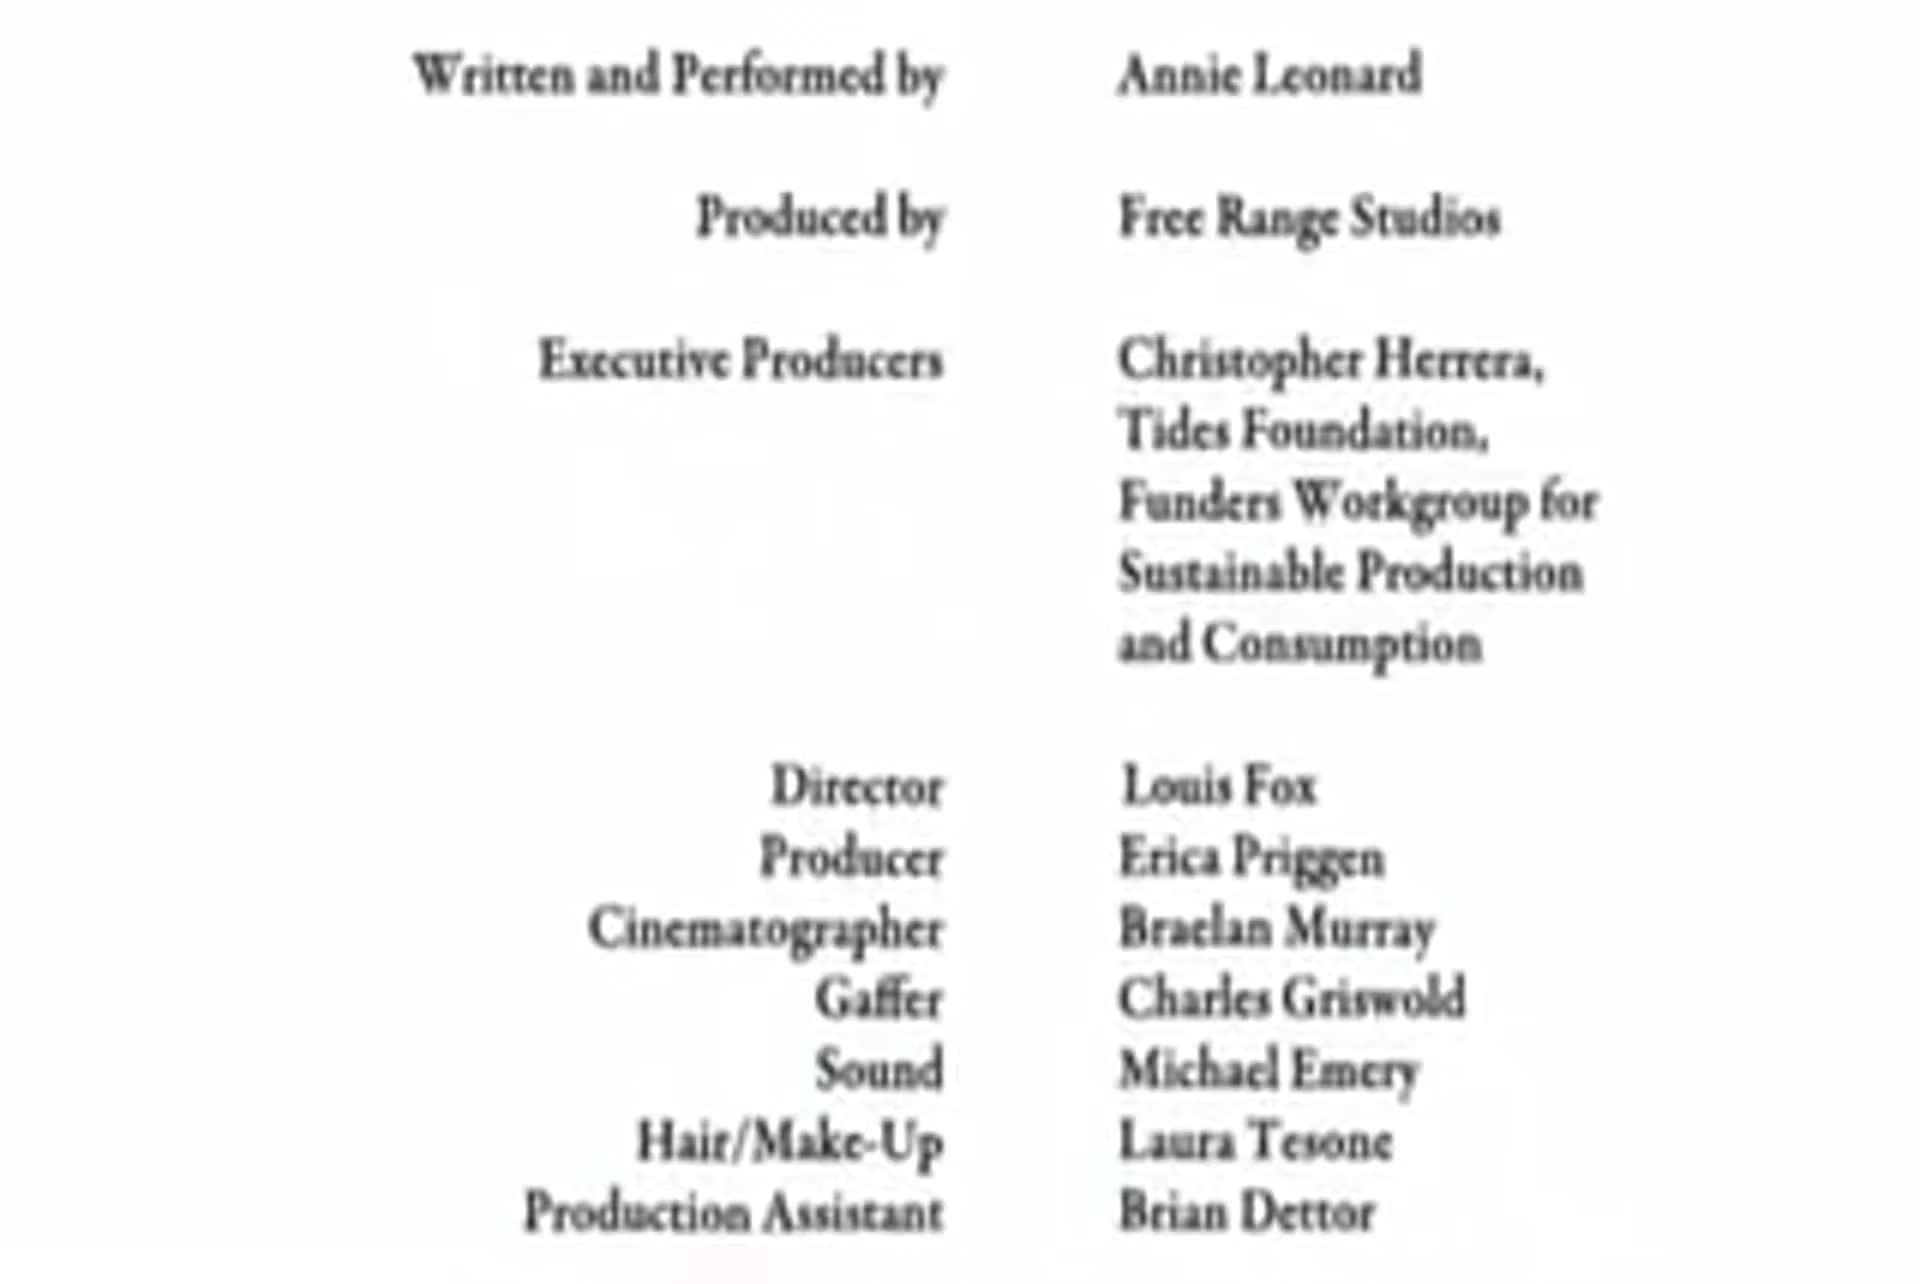 Written and Performed by Annie Leonard
Produced by Free Range Studios
Executive Producers Christopher Herrera,
Tides Foundation,
Funders Workgroup for
Sustainable Production
and Consumption
Director Louis Fox
Producer Erica Priggen
Cinematographer Braelan Murray
Gaffer Charles Griswold
Sound Michael Emery
Hair/Make-Up Laura Tesone
Production Assistant Brian Dettor